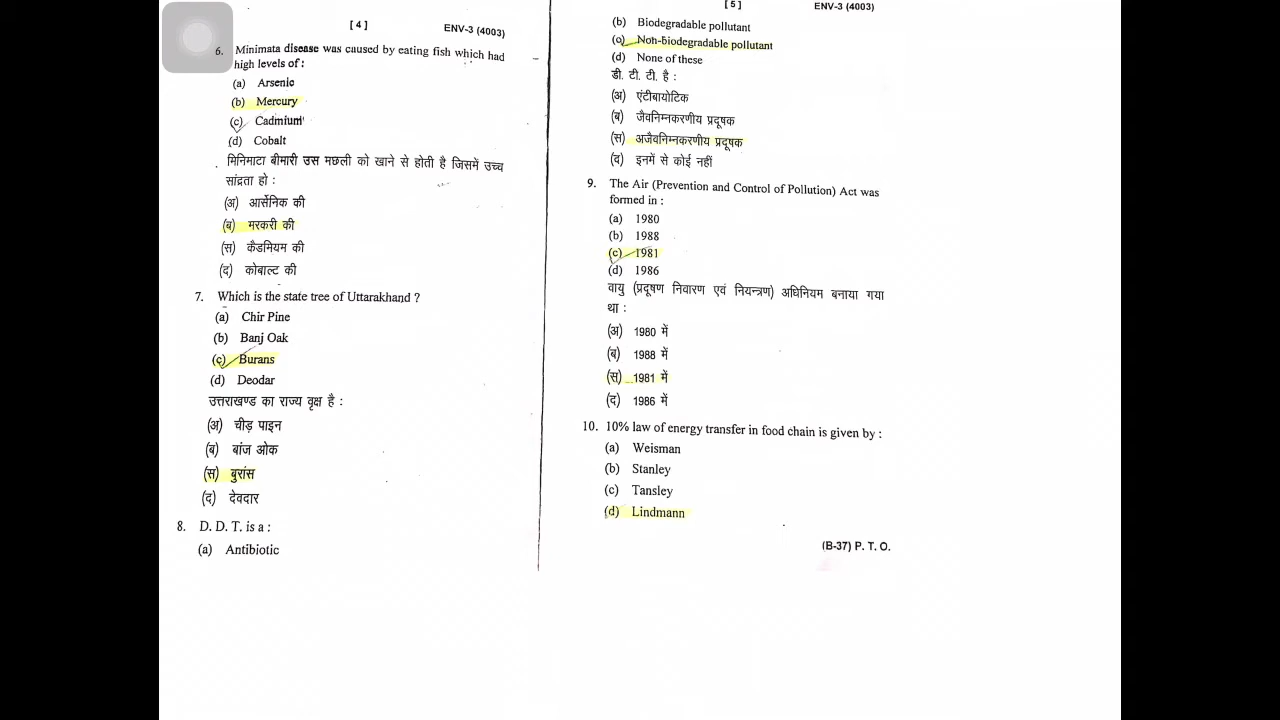 [ 4 ]
ENV-3 (4003)
6. Minimata disease was caused by eating fish which had
high levels of :
(a) Arsenic
(b) Mercury
(c) Cadmium
(d) Cobalt
मिनिमाटा बीमारी उस मछली को खाने से होती है जिसमें उच्च
सांद्रता हो :
(अ) आर्सेनिक की
(ब) मरकरी की
(स) कैडमियम की
(द) कोबाल्ट की
7. Which is the state tree of Uttarakhand ?
(a) Chir Pine
(b) Banj Oak
(c) Burans
(d) Deodar
उत्तराखण्ड का राज्य वृक्ष है :
(अ) चीड़ पाइन
(ब) बांज ओक
(स) बुरांस
(द) देवदार
8. D. D. T. is a :
(a) Antibiotic
[ 5 ]
ENV-3 (4003)
(b) Biodegradable pollutant
(c) Non-biodegradable pollutant
(d) None of these
डी. टी. टी. है :
(अ) एंटीबायोटिक
(ब) जैवनिम्नकरणीय प्रदूषक
(स) अजैवनिम्नकरणीय प्रदूषक
(द) इनमें से कोई नहीं
9. The Air (Prevention and Control of Pollution) Act was
formed in :
(a) 1980
(b) 1988
(c) 1981
(d) 1986
वायु (प्रदूषण निवारण एवं नियन्त्रण) अधिनियम बनाया गया
था :
(अ) 1980 में
(ब) 1988 में
(स) 1981 में
(द) 1986 में
10. 10% law of energy transfer in food chain is given by :
(a) Weisman
(b) Stanley
(c) Tansley
(d) Lindmann
(B-37) P. T. O.